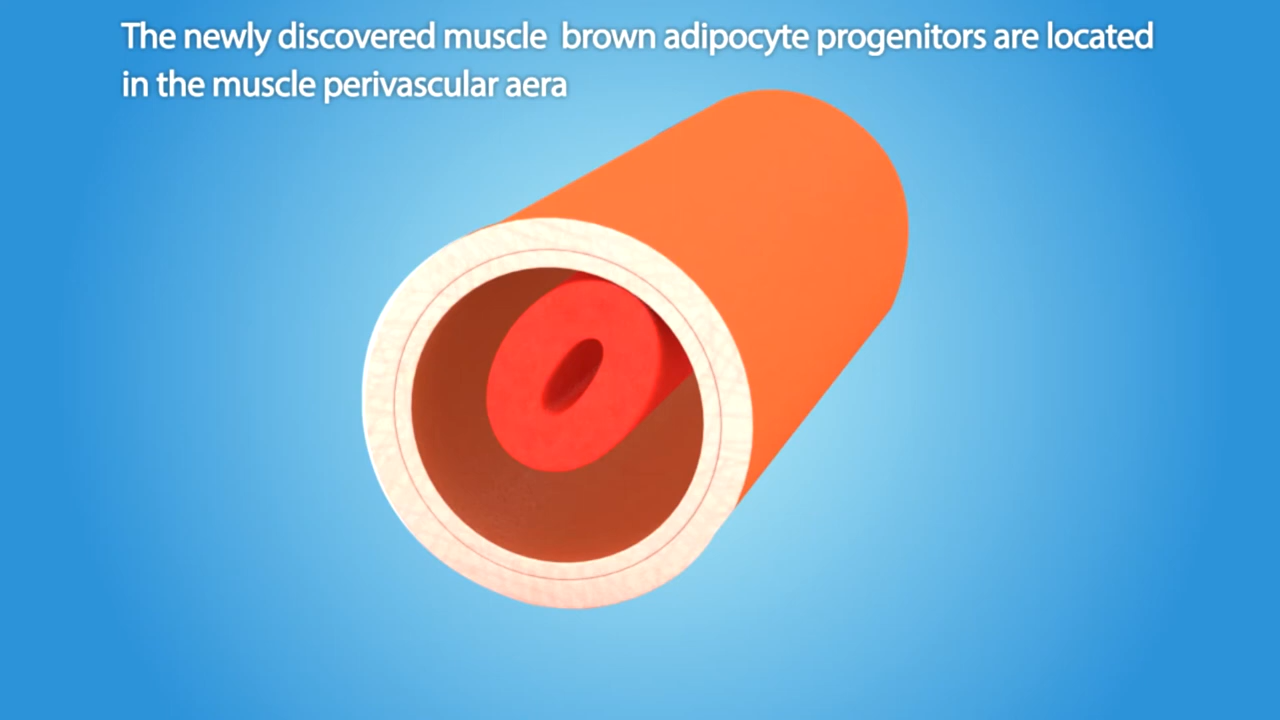 The newly discovered muscle  brown adipocyte progenitors are located
in the muscle perivascular aera